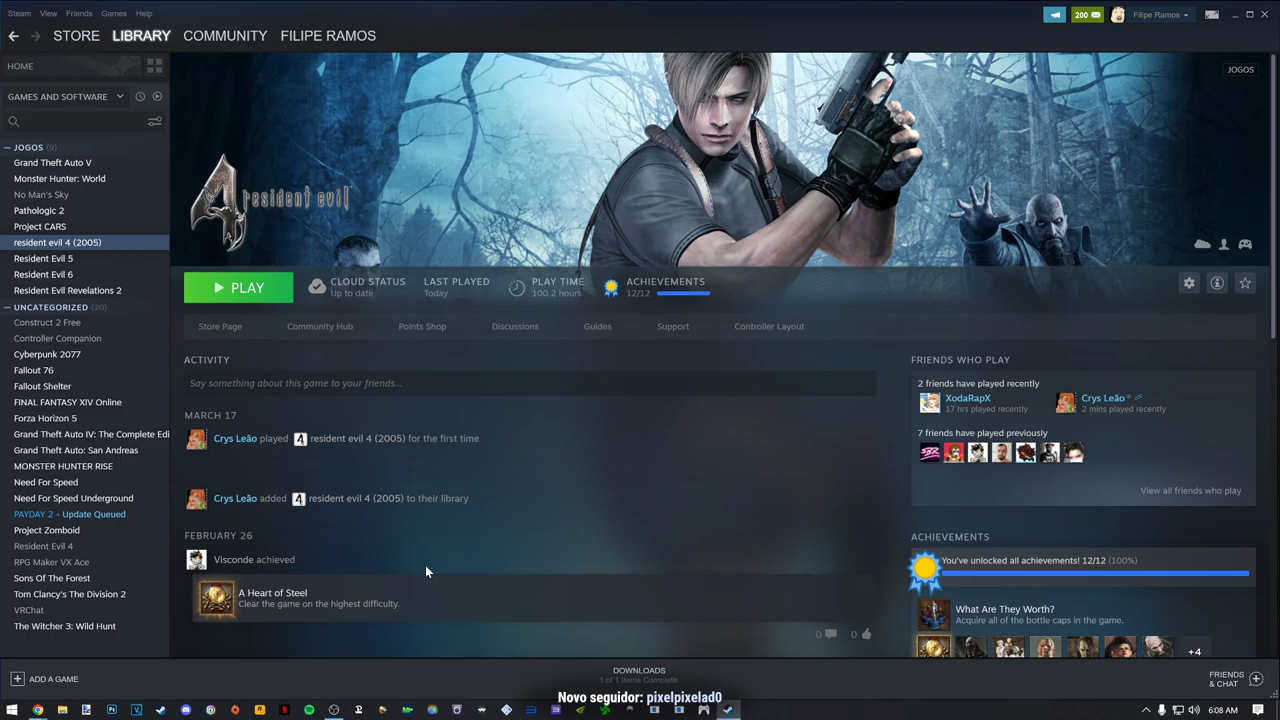 Steam View Friends Games Help
200 Filipe Ramos
STORE LIBRARY COMMUNITY FILIPE RAMOS
HOME
GAMES AND SOFTWARE
JOGOS (9)
Grand Theft Auto V
Monster Hunter: World
No Man's Sky
Pathologic 2
Project CARS
resident evil 4 (2005)
Resident Evil 5
Resident Evil 6
Resident Evil Revelations 2
UNCATEGORIZED (20)
Construct 2 Free
Controller Companion
Cyberpunk 2077
Fallout 76
Fallout Shelter
FINAL FANTASY XIV Online
Forza Horizon 5
Grand Theft Auto IV: The Complete Edi
Grand Theft Auto: San Andreas
MONSTER HUNTER RISE
Need For Speed
Need For Speed Underground
PAYDAY 2 - Update Queued
Project Zomboid
Resident Evil 4
RPG Maker VX Ace
Sons Of The Forest
Tom Clancy's The Division 2
VRChat
The Witcher 3: Wild Hunt
ADD A GAME
JOGOS
4 resident evil
PLAY
CLOUD STATUS
Up to date
LAST PLAYED
Today
PLAY TIME
100.2 hours
ACHIEVEMENTS
12/12
Store Page Community Hub Points Shop Discussions Guides Support Controller Layout
ACTIVITY
Say something about this game to your friends...
MARCH 17
Crys Leão played 4 resident evil 4 (2005) for the first time
Crys Leão added 4 resident evil 4 (2005) to their library
FEBRUARY 26
Visconde achieved
A Heart of Steel
Clear the game on the highest difficulty.
0 0
FRIENDS WHO PLAY
2 friends have played recently
XodaRapX
17 hrs played recently
Crys Leão
2 mins played recently
7 friends have played previously
View all friends who play
ACHIEVEMENTS
You've unlocked all achievements! 12/12 (100%)
What Are They Worth?
Acquire all of the bottle caps in the game.
+4
DOWNLOADS
1 of 1 Items Complete
FRIENDS
& CHAT
Novo seguidor: pixelpixelad0
6:08 AM